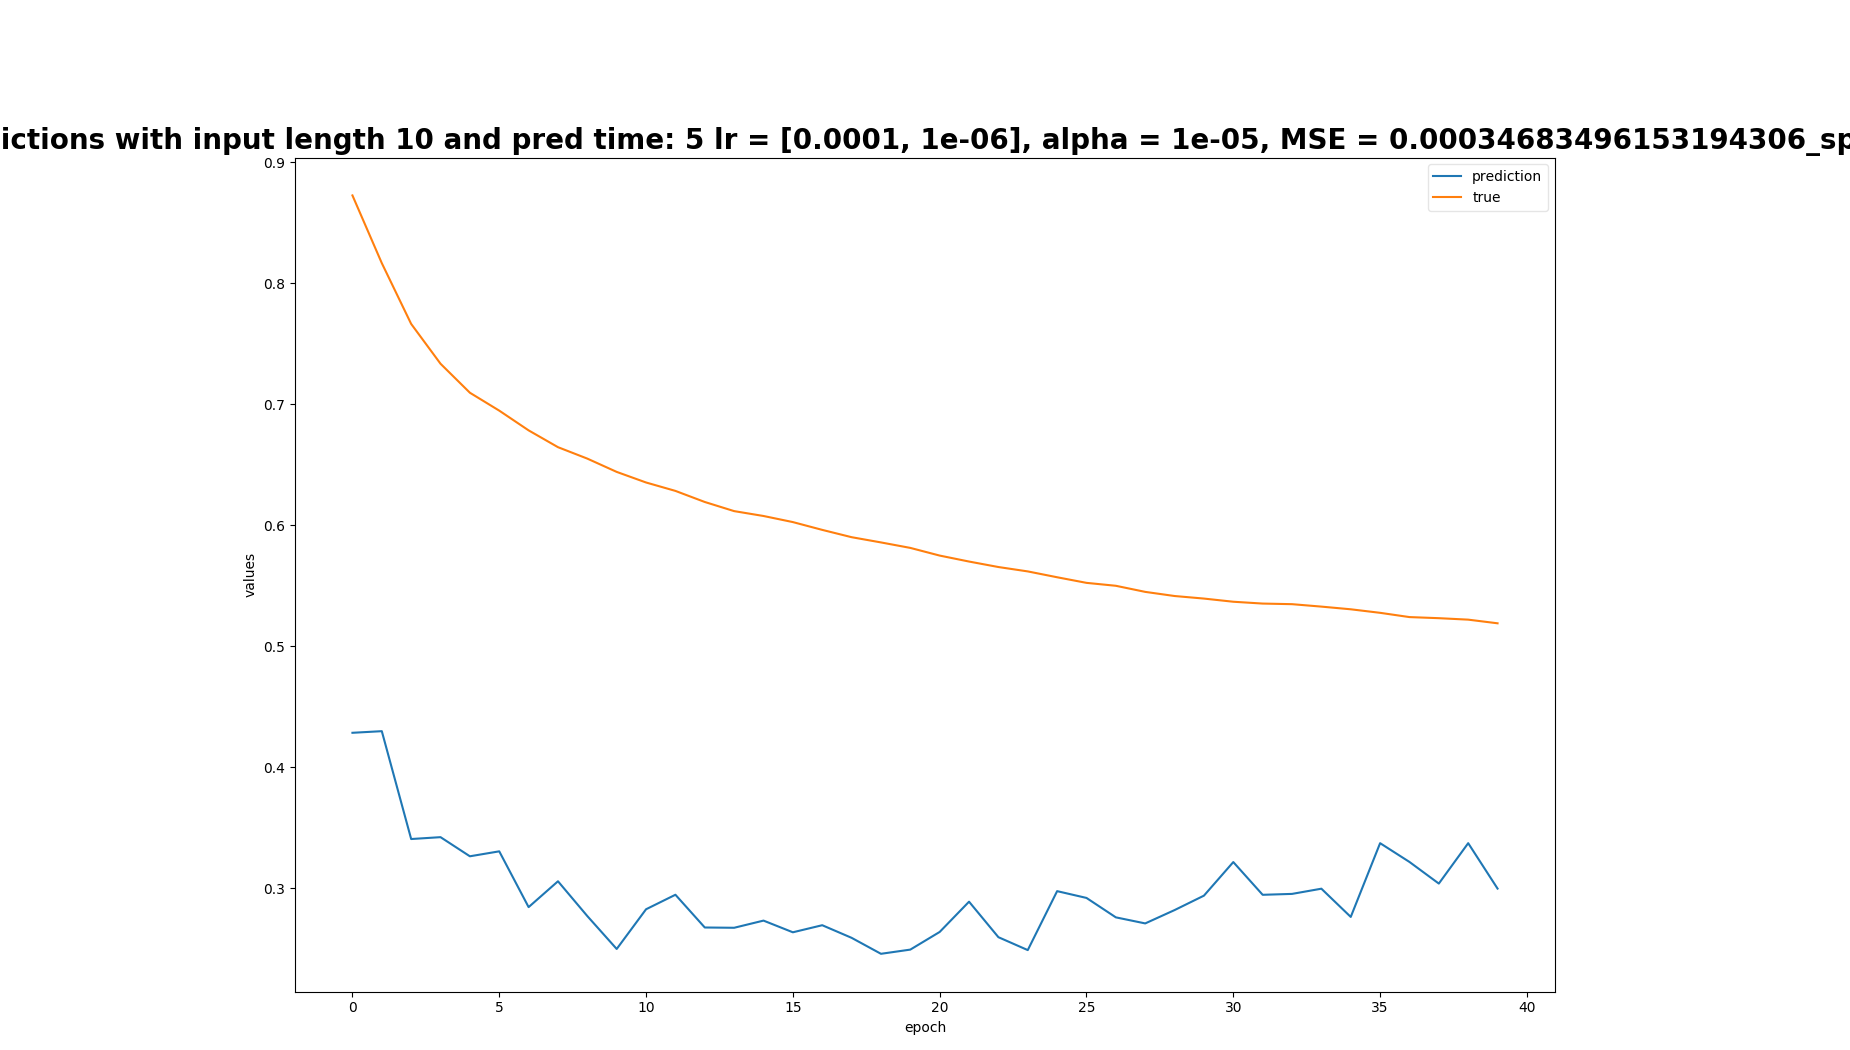 ictions with input length 10 and pred time: 5 lr = [0.0001, 1e-06], alpha = 1e-05, MSE = 0.00034683496153194306_sp
prediction
true
0.9
0.8
0.7
0.6
0.5
0.4
0.3
values
0 5 10 15 20 25 30 35 40
epoch